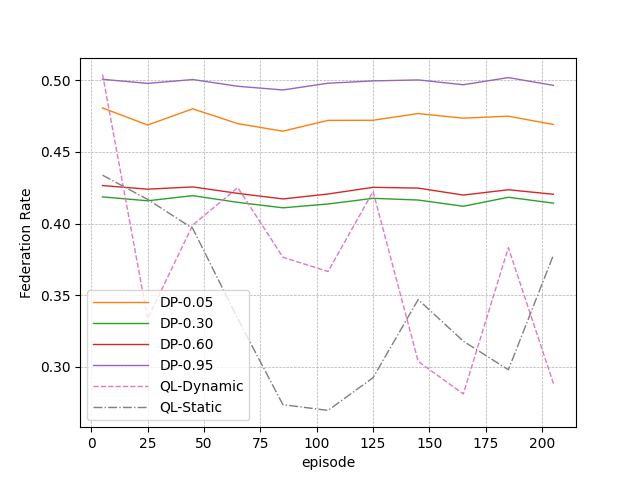 0.50
0.45
0.40
0.35
0.30
Federation Rate
DP-0.05
DP-0.30
DP-0.60
DP-0.95
QL-Dynamic
QL-Static
0 25 50 75 100 125 150 175 200
episode